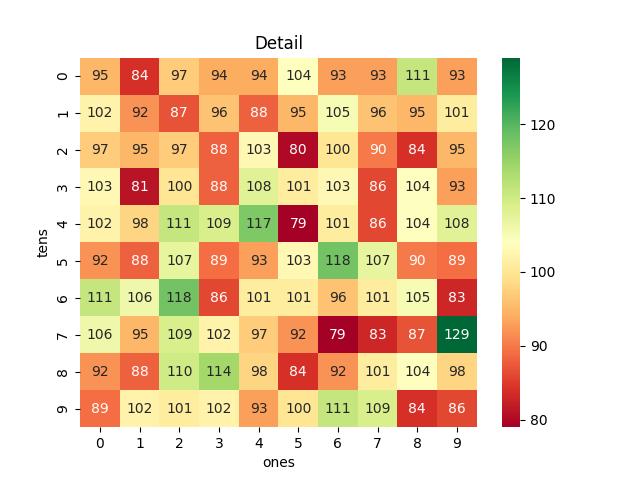 Detail
0 95 84 97 94 94 104 93 93 111 93
1 102 92 87 96 88 95 105 96 95 101
2 97 95 97 88 103 80 100 90 84 95
3 103 81 100 88 108 101 103 86 104 93
4 102 98 111 109 117 79 101 86 104 108
5 92 88 107 89 93 103 118 107 90 89
6 111 106 118 86 101 101 96 101 105 83
7 106 95 109 102 97 92 79 83 87 129
8 92 88 110 114 98 84 92 101 104 98
9 89 102 101 102 93 100 111 109 84 86
0 1 2 3 4 5 6 7 8 9
ones
tens
120
110
100
90
80